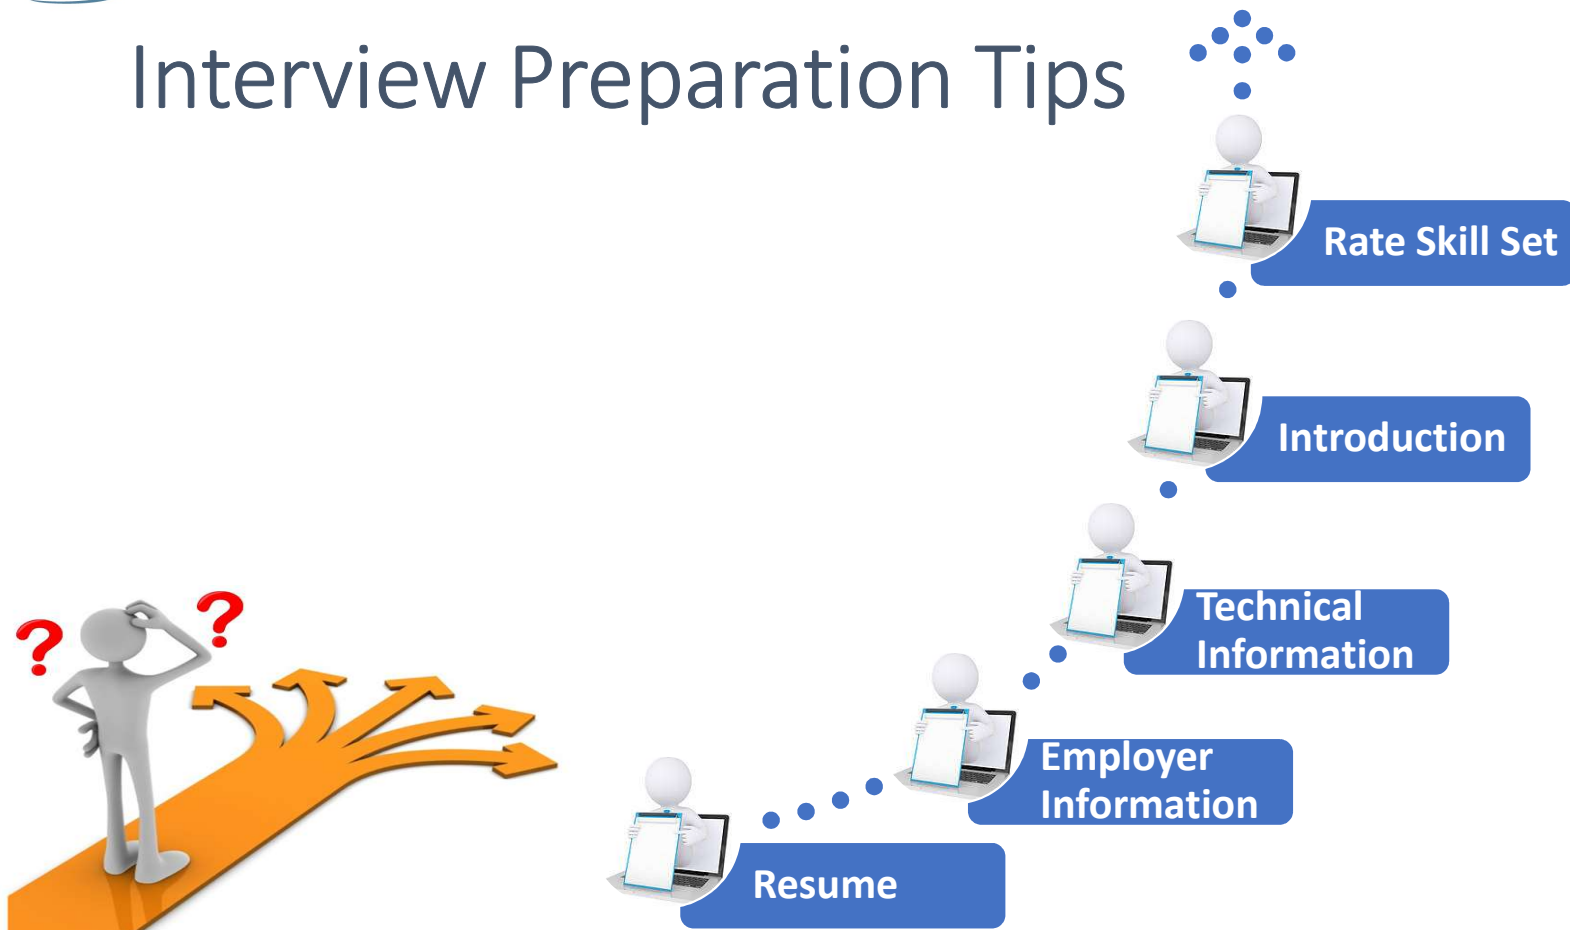 Interview Preparation Tips
Rate Skill Set
Introduction
Technical
Information
Employer
Information
Resume
? ?